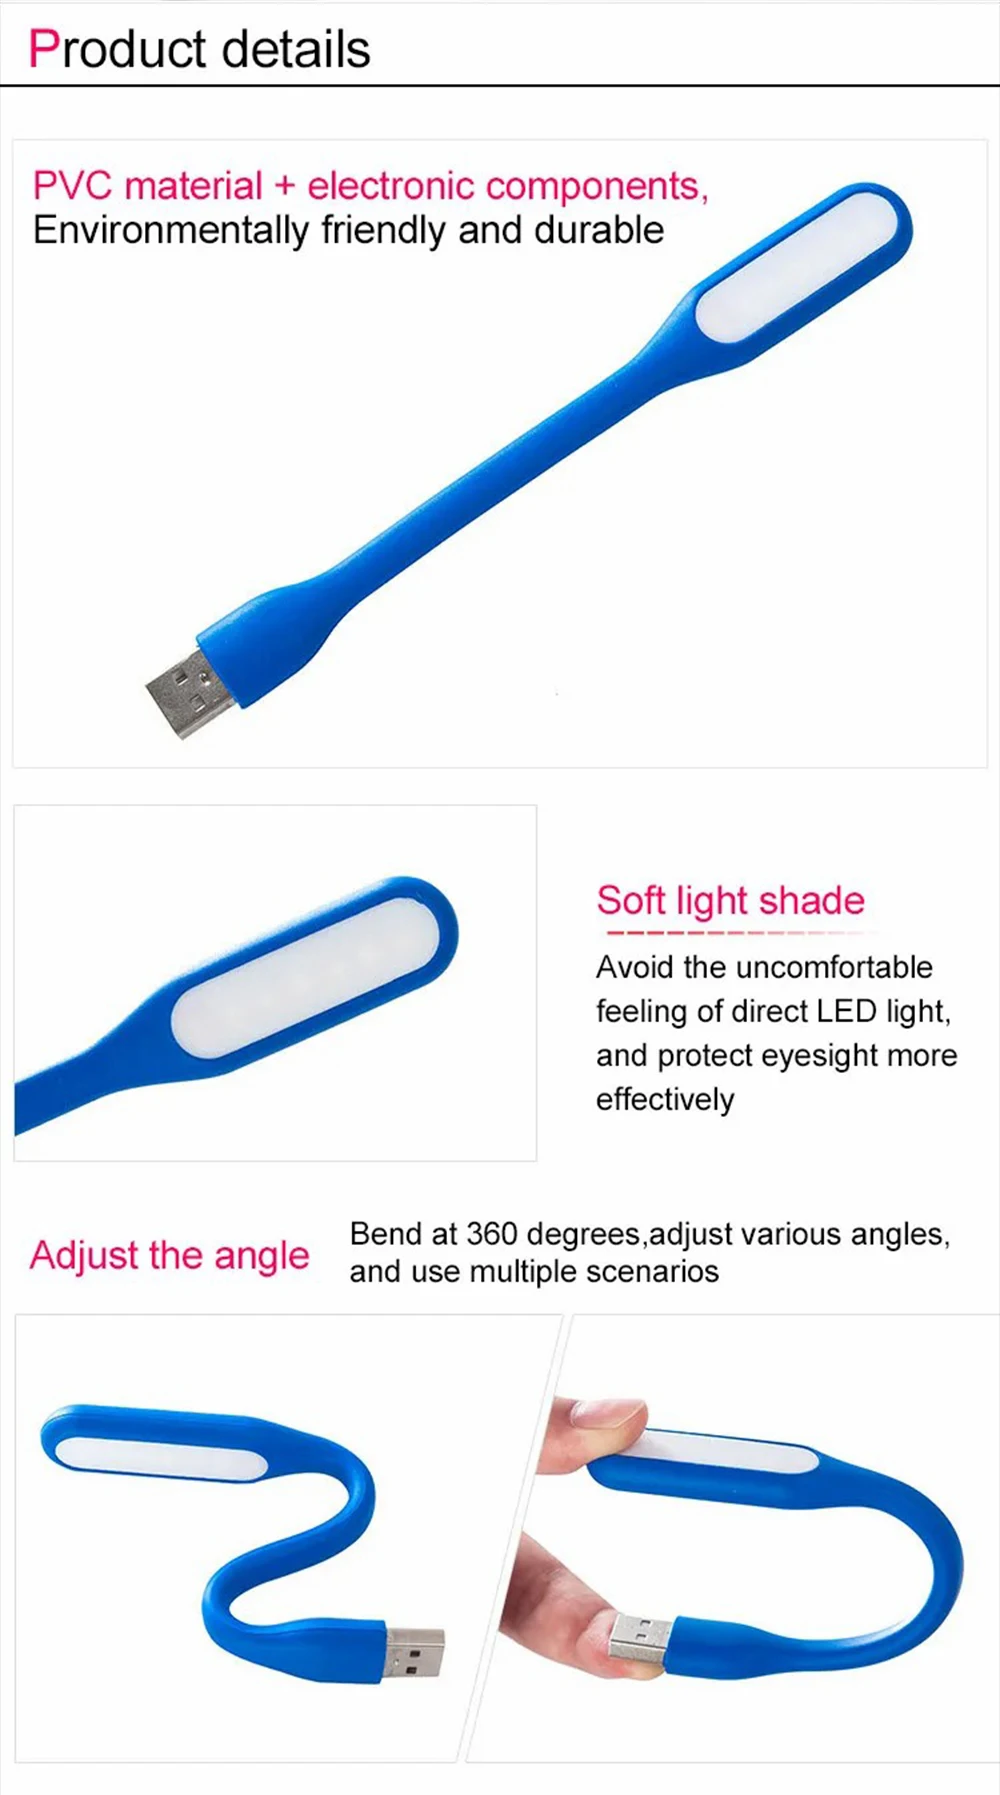 Product details
PVC material + electronic components,
Environmentally friendly and durable
Soft light shade
Avoid the uncomfortable
feeling of direct LED light,
and protect eyesight more
effectively
Adjust the angle
Bend at 360 degrees,adjust various angles,
and use multiple scenarios